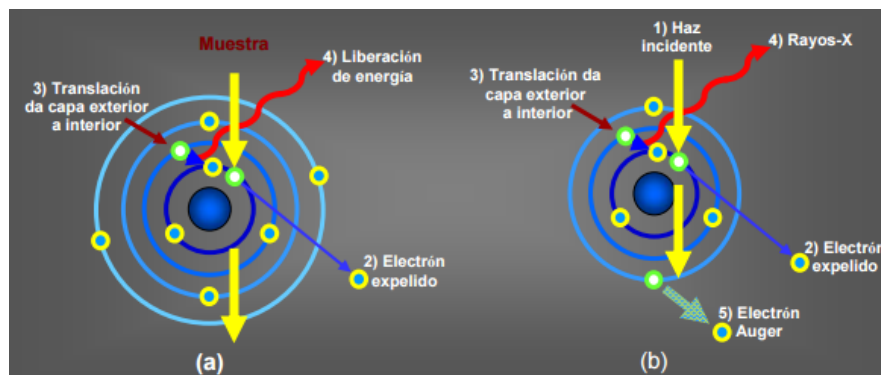 Muestra
4) Liberación
de energía
3) Translación
da capa exterior
a interior
2) Electrón
expelido
(a)
1) Haz
incidente
4) Rayos-X
3) Translación da
capa exterior
a interior
2) Electrón
expelido
5) Electrón
Auger
(b)